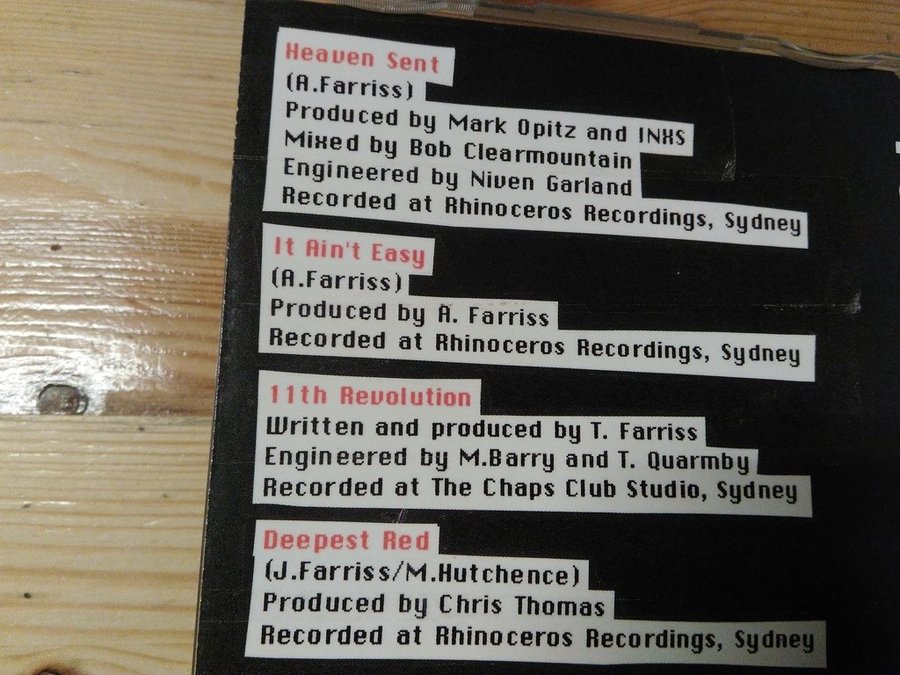 Heaven Sent
(A.Farriss)
Produced by Mark Opitz and INXS
Mixed by Bob Clearmountain
Engineered by Niven Garland
Recorded at Rhinoceros Recordings, Sydney
It Ain't Easy
(A.Farriss)
Produced by A. Farriss
Recorded at Rhinoceros Recordings, Sydney
11th Revolution
Written and produced by T. Farriss
Engineered by M.Barry and T. Quarmby
Recorded at The Chaps Club Studio, Sydney
Deepest Red
(J.Farriss/M.Hutchence)
Produced by Chris Thomas
Recorded at Rhinoceros Recordings, Sydney